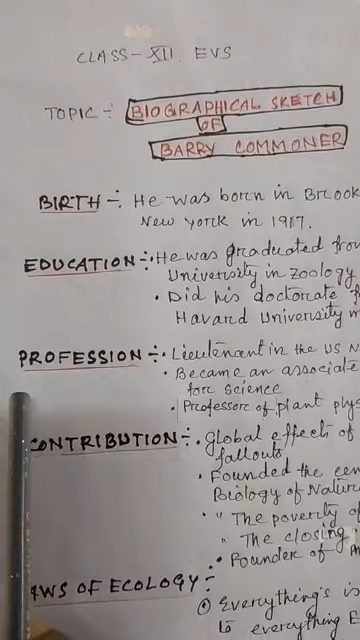 CLASS-XII EVS
TOPIC ÷ BIOGRAPHICAL SKETCH
OF
BARRY COMMONER
BIRTH ÷ He was born in Brook
New York in 1917.
EDUCATION ÷ • He was graduated from
University in Zoology
• Did his doctorate f
Havard University
PROFESSION ÷ • Lieutenant in the US N
• Became an associate
for science
• Professor of plant phys
CONTRIBUTION ÷ • Global effects of
fallouts
• Founded the cen
Biology of Natur
• " The poverty of
" The closing
• Founder of
AWS OF ECOLOGY ÷
Everything's is
to everything E